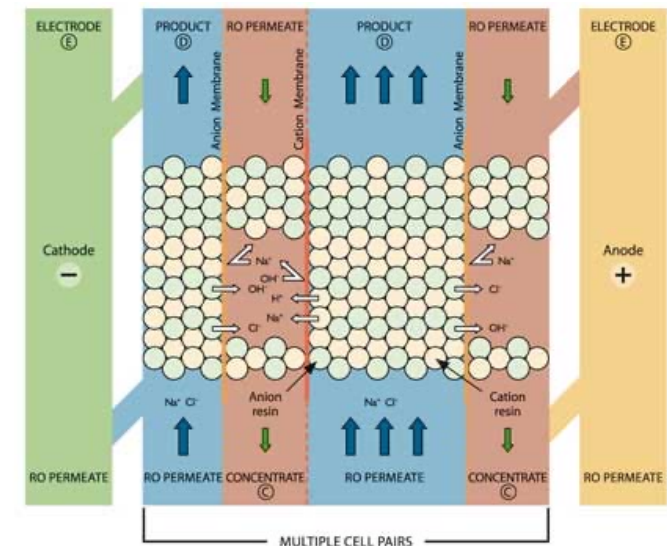 ELECTRODE
Ⓔ
PRODUCT
Ⓓ
RO PERMEATE
PRODUCT
Ⓓ
RO PERMEATE
ELECTRODE
Ⓔ
Anion Membrane
Cation Membrane
Anion Membrane
Cathode
−
Anode
+
Na⁺
OH⁻
OH⁻
H⁺
Na⁺
Cl⁻
Na⁺
Cl⁻
OH⁻
Anion
resin
Cation
resin
Na⁺ Cl⁻
Na⁺ Cl⁻
RO PERMEATE
RO PERMEATE
CONCENTRATE
Ⓒ
RO PERMEATE
CONCENTRATE
Ⓒ
RO PERMEATE
MULTIPLE CELL PAIRS